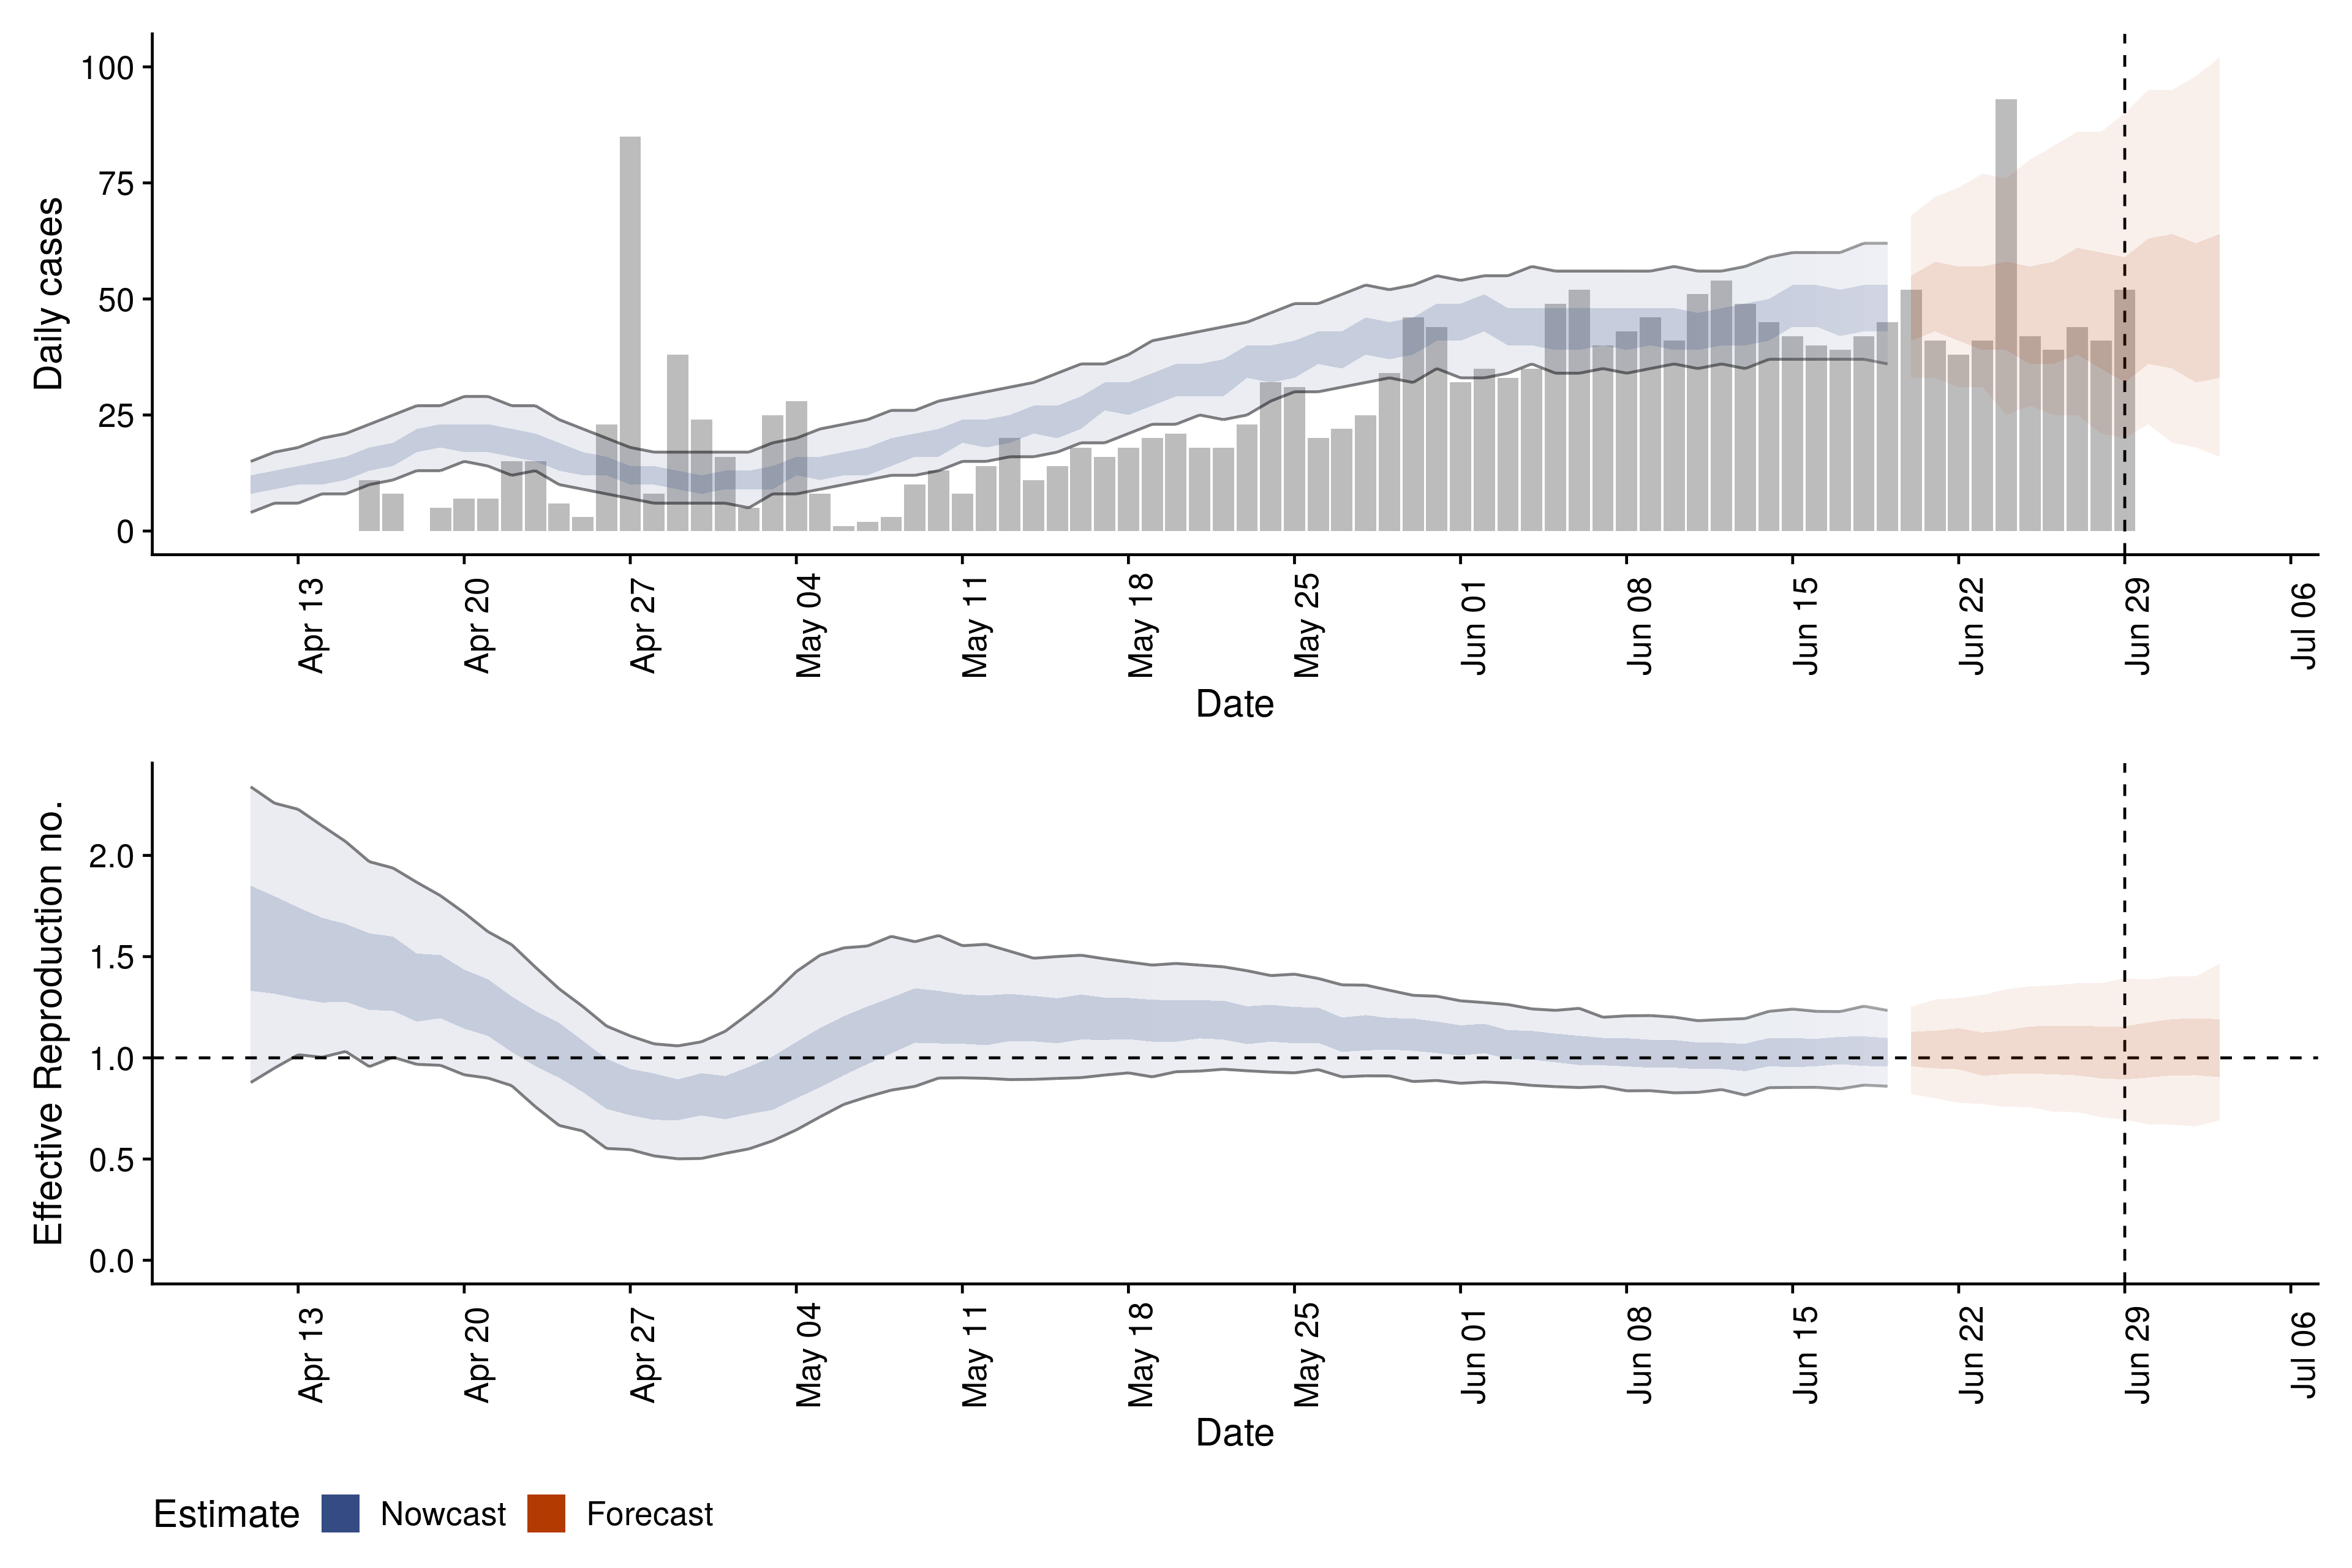 Daily cases
100
75
50
25
0
Apr 13
Apr 20
Apr 27
May 04
May 11
May 18
May 25
Jun 01
Jun 08
Jun 15
Jun 22
Jun 29
Jul 06
Date
Effective Reproduction no.
2.0
1.5
1.0
0.5
0.0
Apr 13
Apr 20
Apr 27
May 04
May 11
May 18
May 25
Jun 01
Jun 08
Jun 15
Jun 22
Jun 29
Jul 06
Date
Estimate Nowcast Forecast